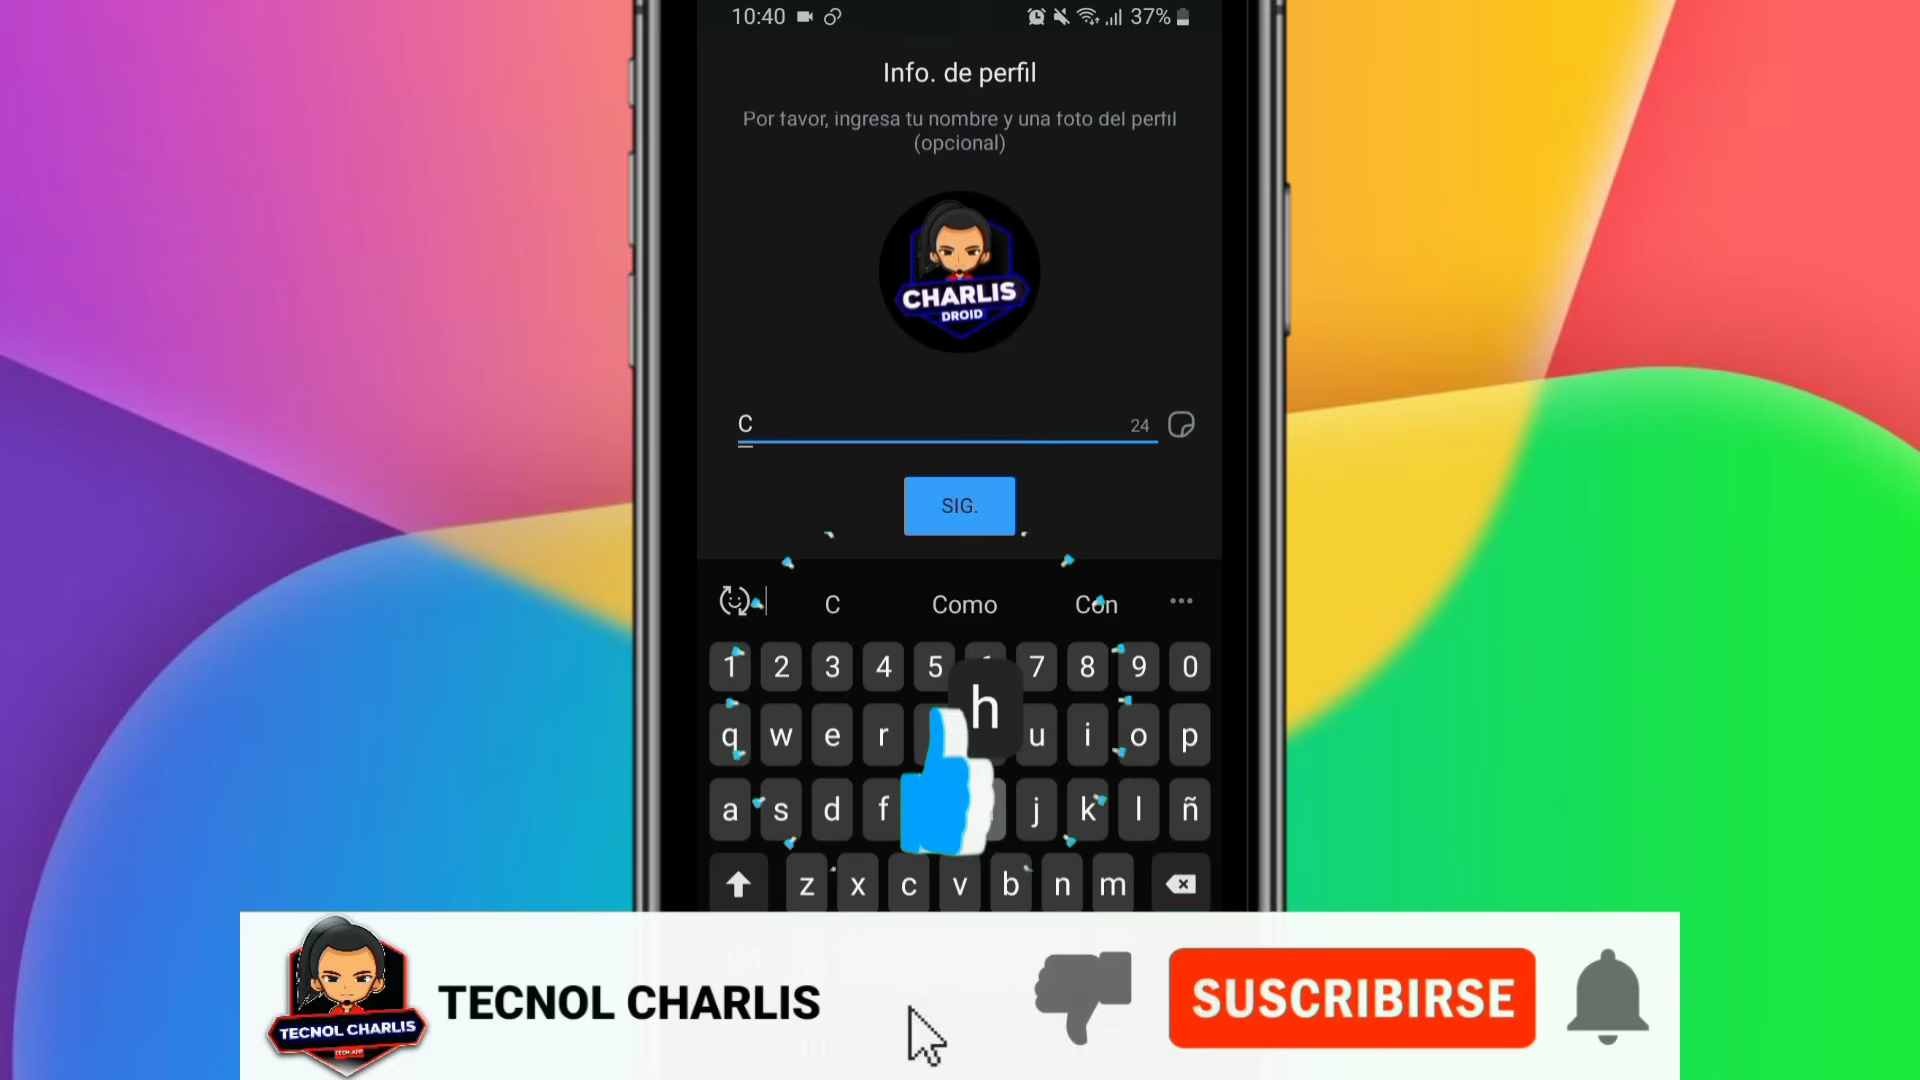 10:40 37%
Info. de perfil
Por favor, ingresa tu nombre y una foto del perfil
(opcional)
CHARLIS
DROID
C 24
SIG.
C Como Con
1 2 3 4 5 7 8 9 0
h
q w e r u i o p
a s d f j k l ñ
z x c v b n m
TECNOL CHARLIS
TECNOL CHARLIS
SUSCRIBIRSE